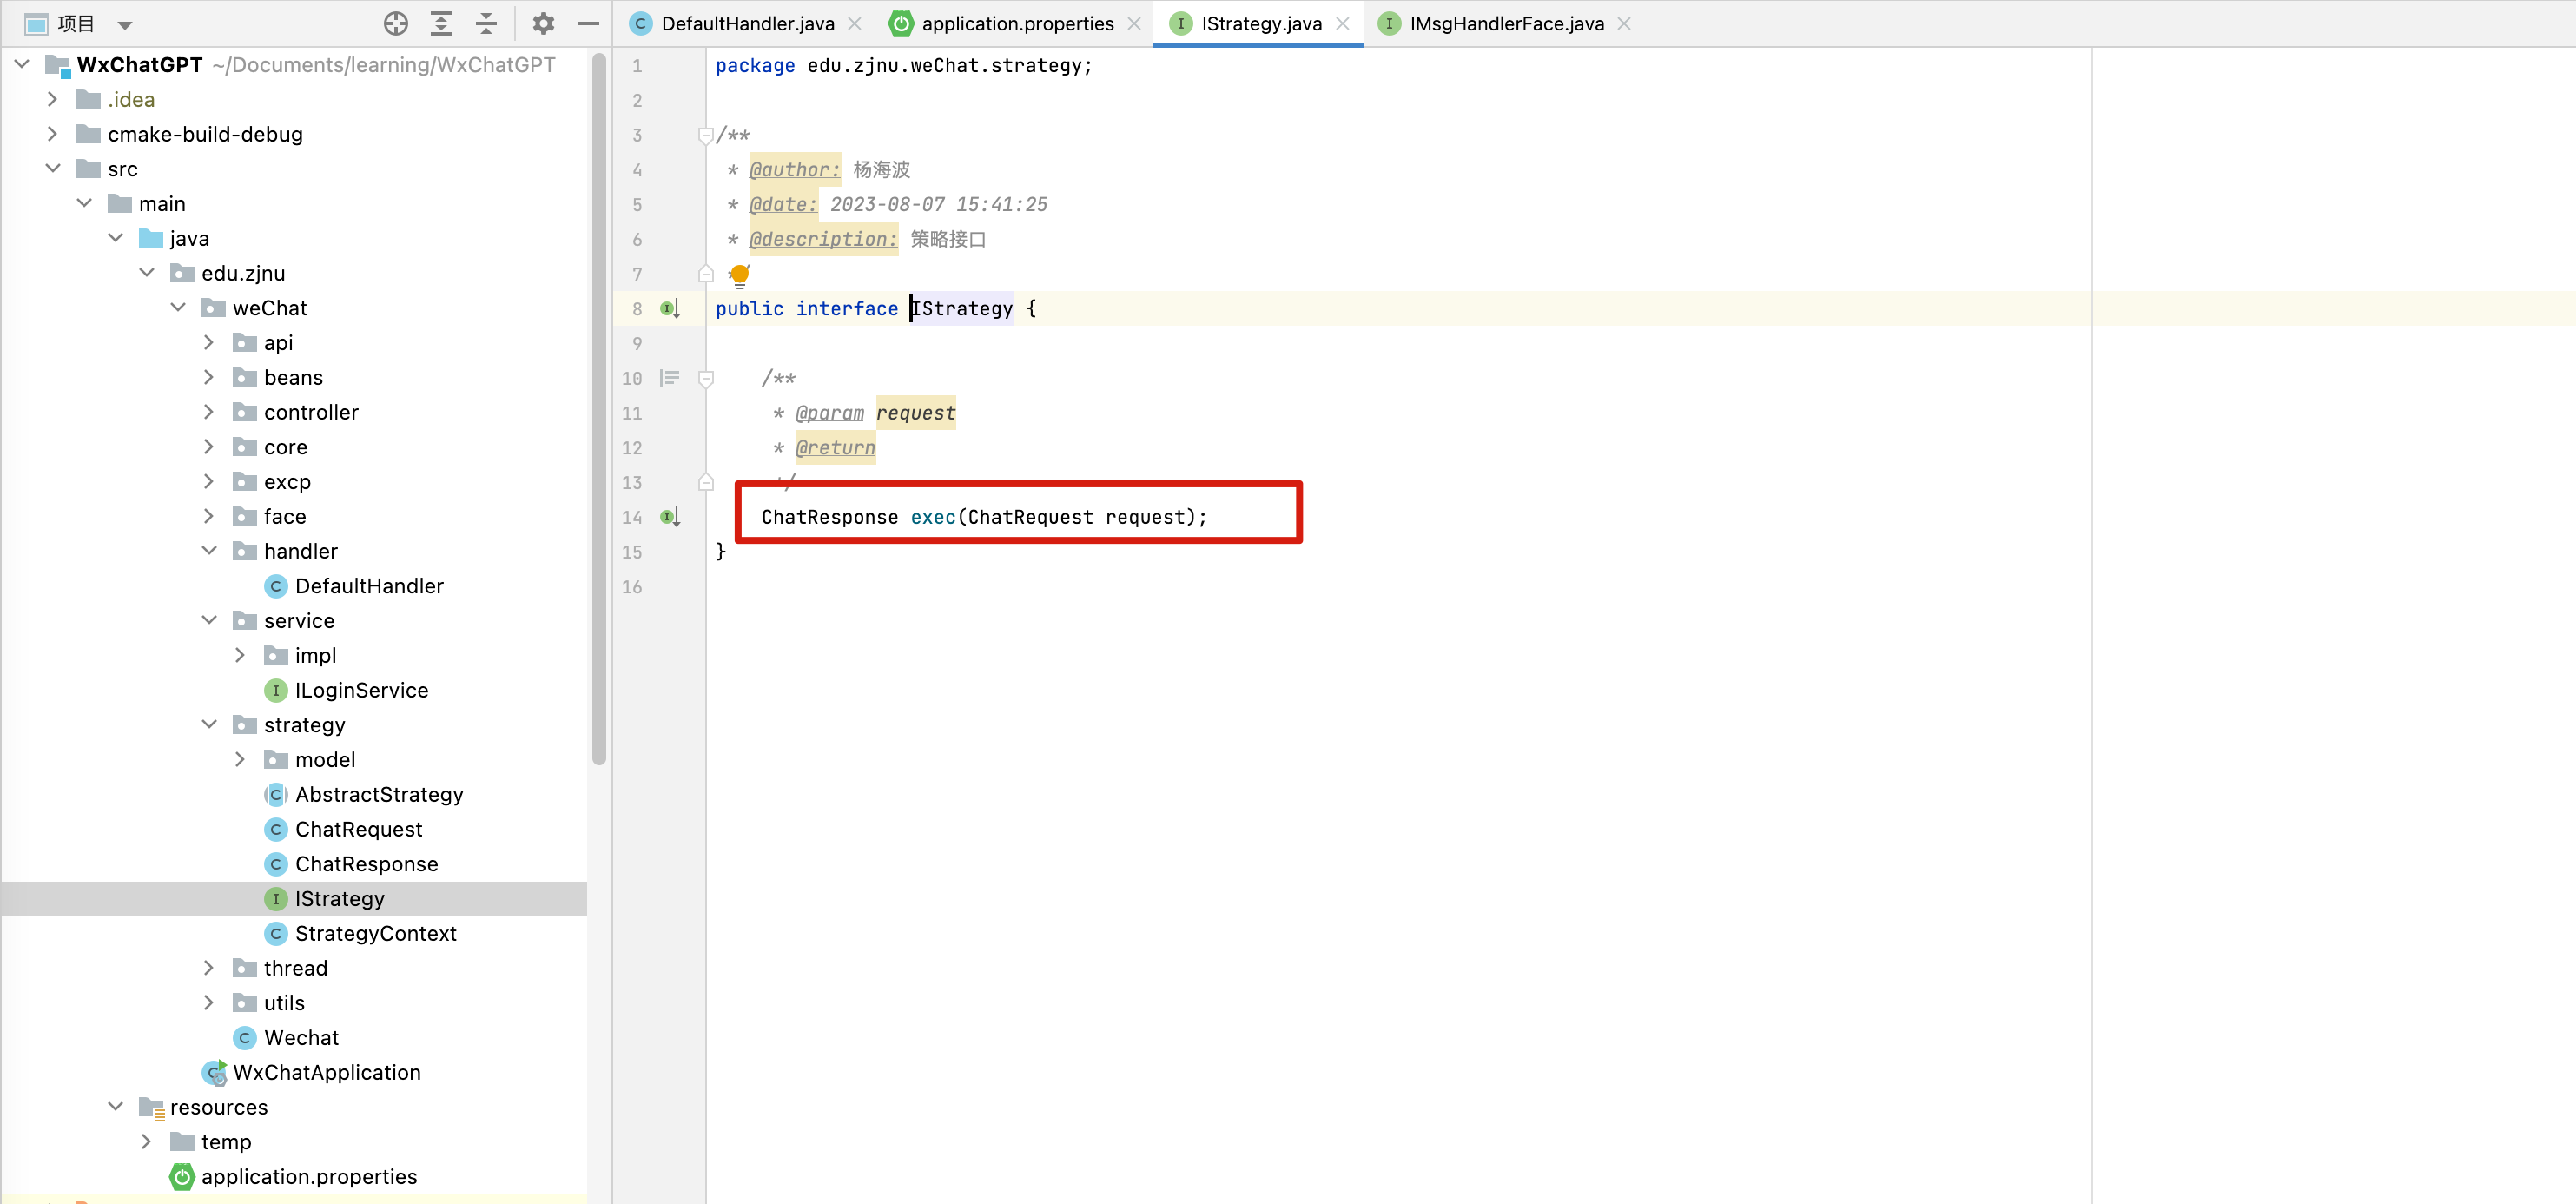 项目
DefaultHandler.java
application.properties
IStrategy.java
IMsgHandlerFace.java
WxChatGPT ~/Documents/learning/WxChatGPT
.idea
cmake-build-debug
src
main
java
edu.zjnu
weChat
api
beans
controller
core
excp
face
handler
DefaultHandler
service
impl
ILoginService
strategy
model
AbstractStrategy
ChatRequest
ChatResponse
IStrategy
StrategyContext
thread
utils
Wechat
WxChatApplication
resources
temp
application.properties
1 package edu.zjnu.weChat.strategy;
2
3 /**
4 * @author: 杨海波
5 * @date: 2023-08-07 15:41:25
6 * @description: 策略接口
7 */
8 public interface IStrategy {
9
10 /**
11 * @param request
12 * @return
13 */
14 ChatResponse exec(ChatRequest request);
15 }
16